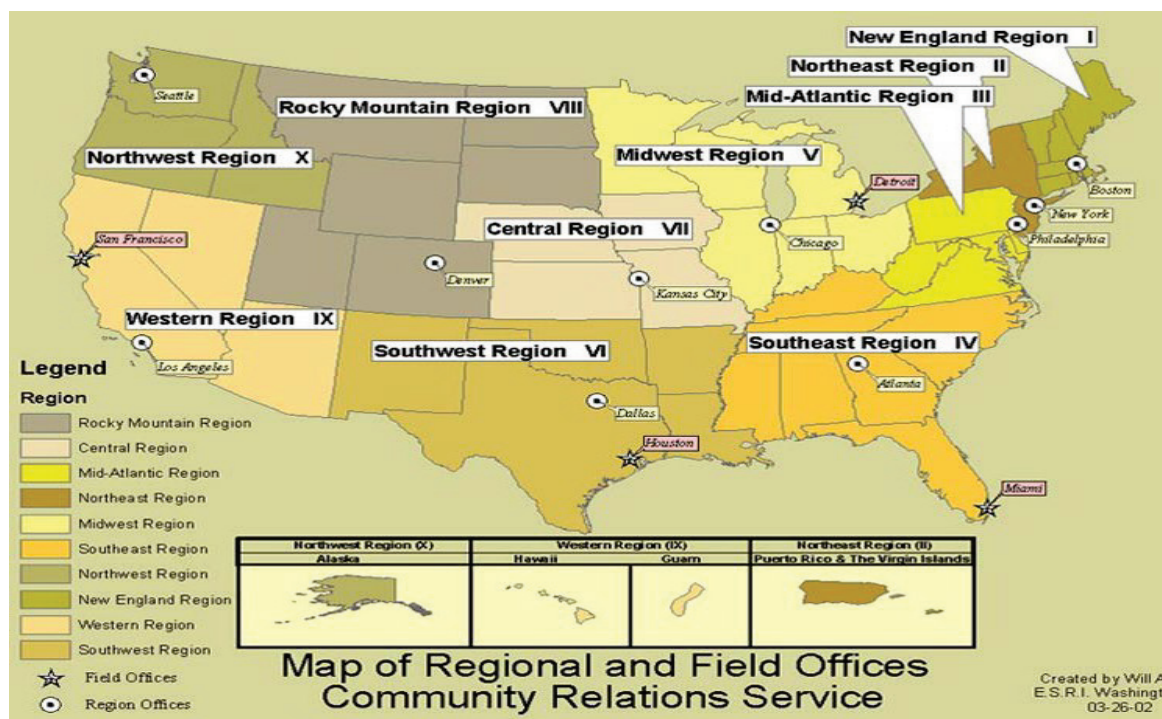 New England Region I
Northeast Region II
Mid-Atlantic Region III
Seattle
Rocky Mountain Region VIII
Northwest Region X
Midwest Region V
Detroit
Boston
New York
Philadelphia
Central Region VII
Chicago
San Francisco
Denver
Kansas City
Western Region IX
Los Angeles
Southwest Region VI
Southeast Region IV
Atlanta
Dallas
Houston
Miami
Legend
Region
Rocky Mountain Region
Central Region
Mid-Atlantic Region
Northeast Region
Midwest Region
Southeast Region
Northwest Region
New England Region
Western Region
Southwest Region
Field Offices
Region Offices
Northwest Region (X)
Alaska
Western Region (IX)
Hawaii
Guam
Northeast Region (II)
Puerto Rico & The Virgin Islands
Map of Regional and Field Offices
Community Relations Service
Created by Will A
E.S.R.I. Washingt
03-26-02